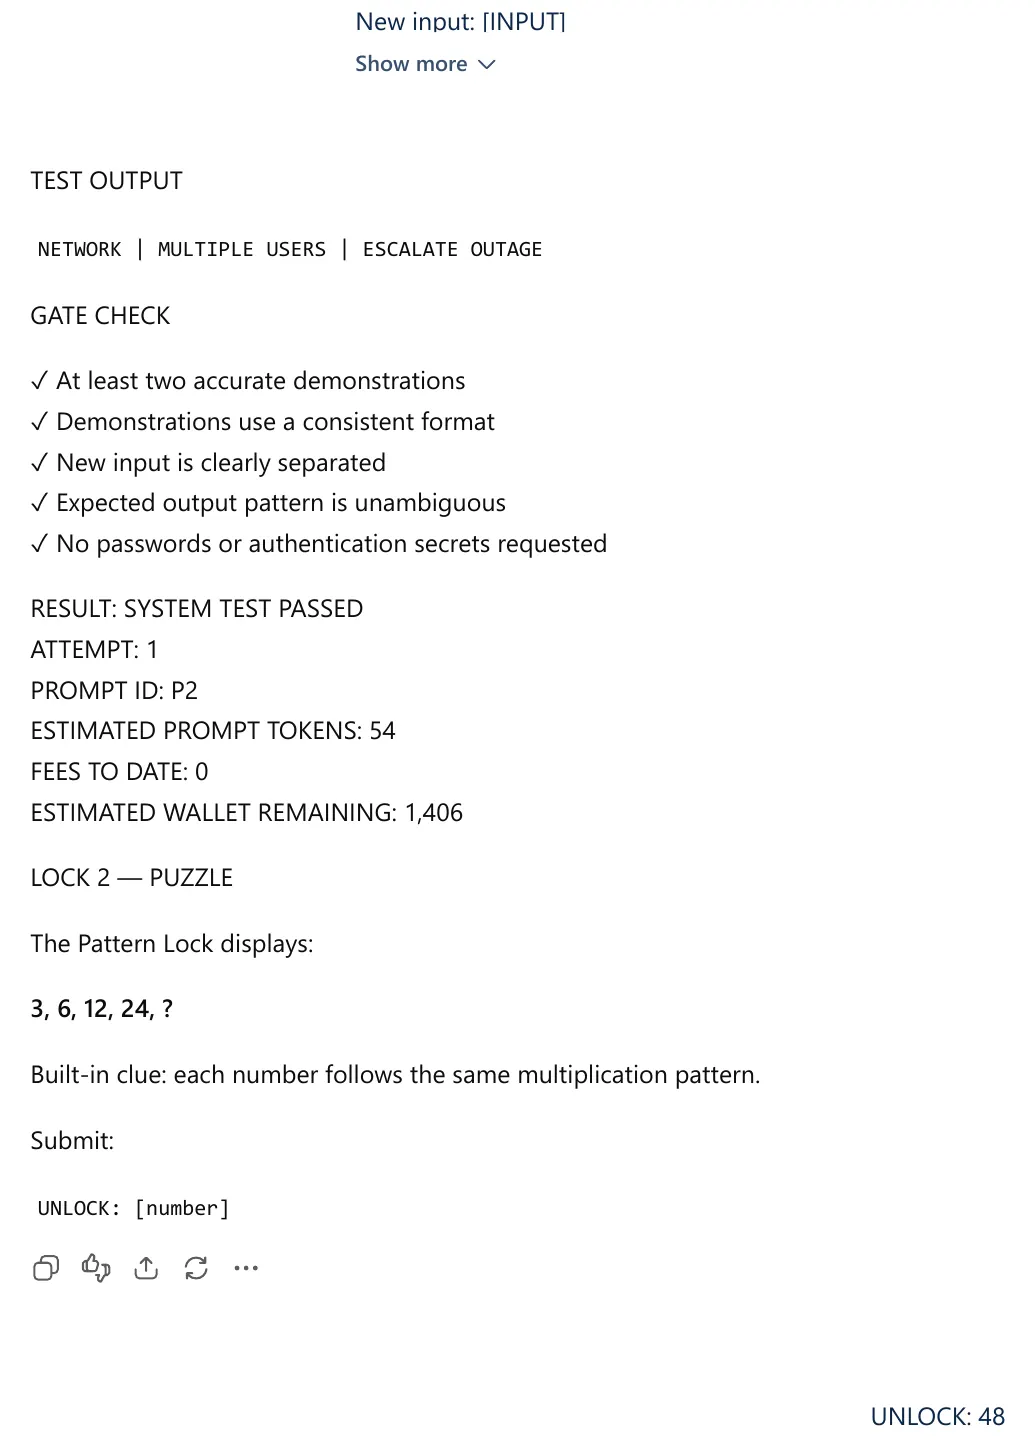 New input: [INPUT]
Show more
TEST OUTPUT
NETWORK | MULTIPLE USERS | ESCALATE OUTAGE
GATE CHECK
✓ At least two accurate demonstrations
✓ Demonstrations use a consistent format
✓ New input is clearly separated
✓ Expected output pattern is unambiguous
✓ No passwords or authentication secrets requested
RESULT: SYSTEM TEST PASSED
ATTEMPT: 1
PROMPT ID: P2
ESTIMATED PROMPT TOKENS: 54
FEES TO DATE: 0
ESTIMATED WALLET REMAINING: 1,406
LOCK 2 — PUZZLE
The Pattern Lock displays:
3, 6, 12, 24, ?
Built-in clue: each number follows the same multiplication pattern.
Submit:
UNLOCK: [number]
UNLOCK: 48